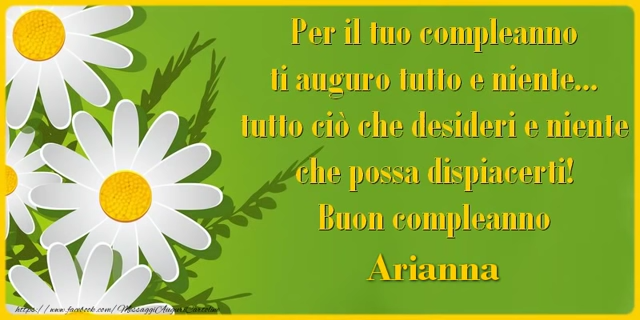 Per il tuo compleanno
ti auguro tutto e niente...
tutto ciò che desideri e niente
che possa dispiacerti!
Buon compleanno
Arianna